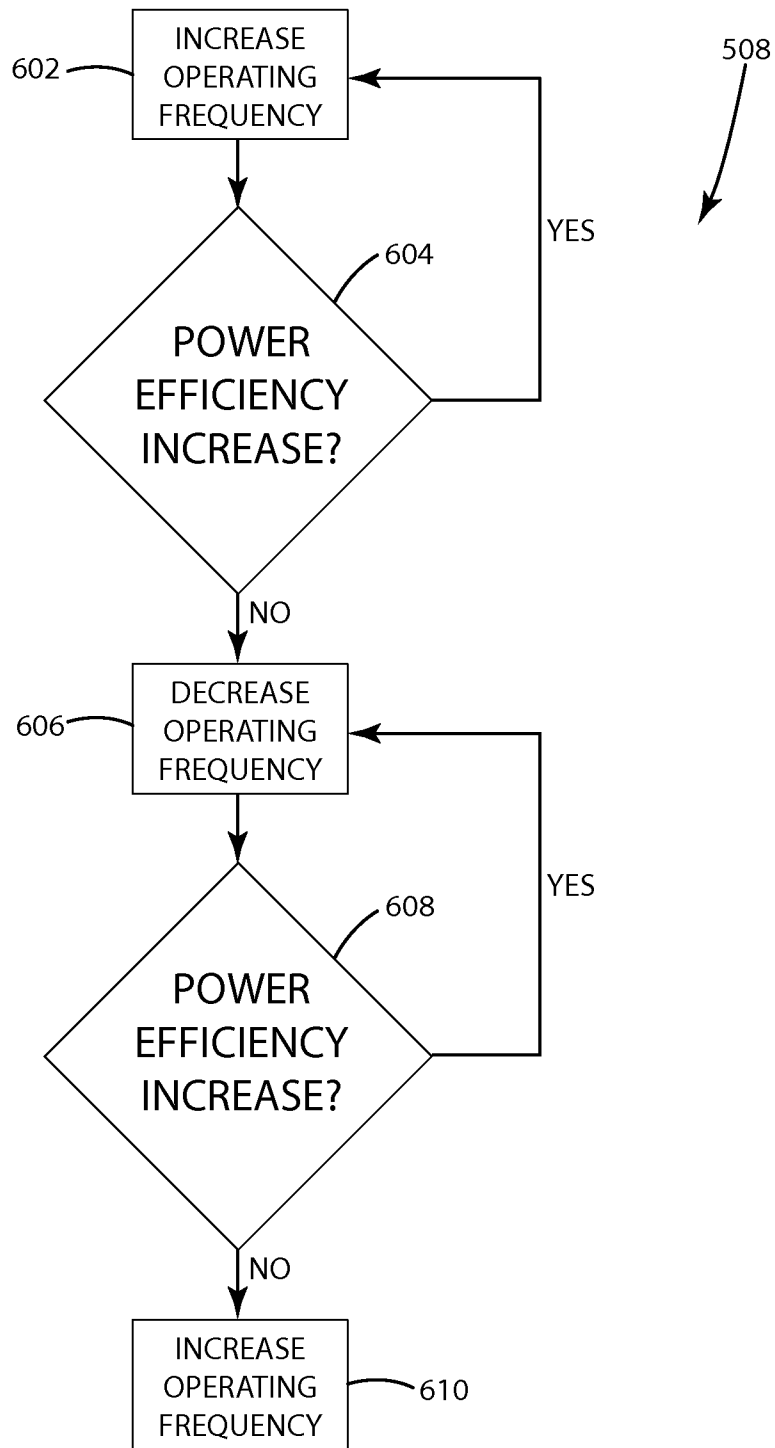 INCREASE
OPERATING
FREQUENCY
602
508
YES
604
POWER
EFFICIENCY
INCREASE?
NO
DECREASE
OPERATING
FREQUENCY
606
YES
608
POWER
EFFICIENCY
INCREASE?
NO
INCREASE
OPERATING
FREQUENCY
610